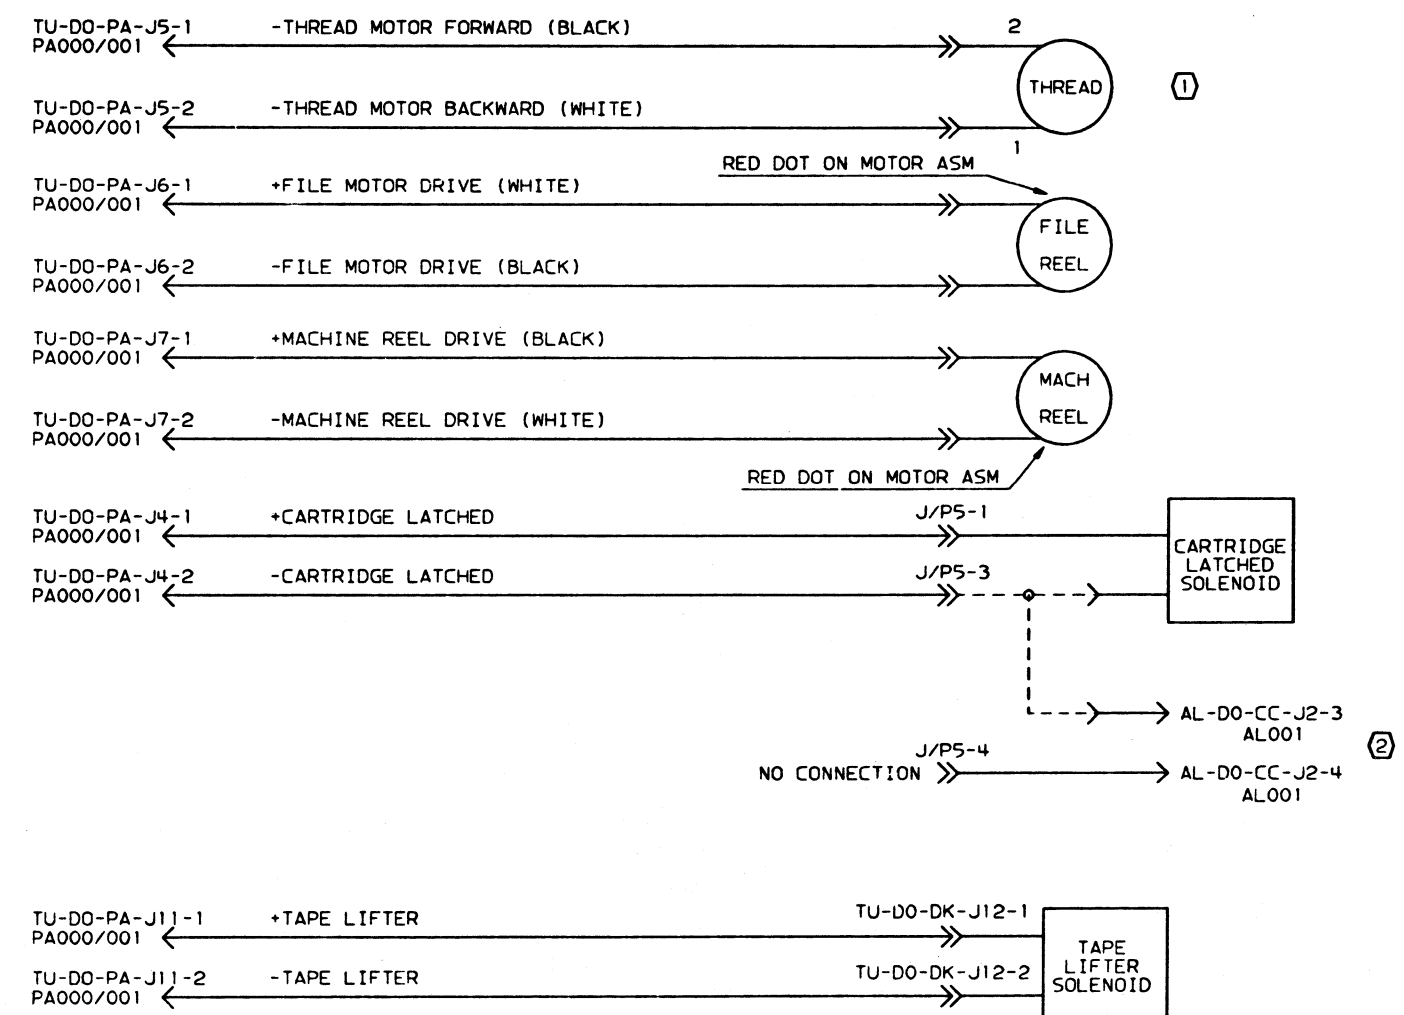 TU-DO-PA-J5-1 -THREAD MOTOR FORWARD (BLACK) 2
PA000/001
THREAD 1
TU-DO-PA-J5-2 -THREAD MOTOR BACKWARD (WHITE)
PA000/001
1
RED DOT ON MOTOR ASM
TU-DO-PA-J6-1 +FILE MOTOR DRIVE (WHITE)
PA000/001
FILE
REEL
TU-DO-PA-J6-2 -FILE MOTOR DRIVE (BLACK)
PA000/001
TU-DO-PA-J7-1 +MACHINE REEL DRIVE (BLACK)
PA000/001
MACH
REEL
TU-DO-PA-J7-2 -MACHINE REEL DRIVE (WHITE)
PA000/001
RED DOT ON MOTOR ASM
TU-DO-PA-J4-1 +CARTRIDGE LATCHED J/P5-1
PA000/001
CARTRIDGE
LATCHED
SOLENOID
TU-DO-PA-J4-2 -CARTRIDGE LATCHED J/P5-3
PA000/001
AL-DO-CC-J2-3
AL001
2
J/P5-4
NO CONNECTION AL-DO-CC-J2-4
AL001
TU-DO-PA-J11-1 +TAPE LIFTER TU-DO-DK-J12-1
PA000/001
TAPE
LIFTER
SOLENOID
TU-DO-PA-J11-2 -TAPE LIFTER TU-DO-DK-J12-2
PA000/001